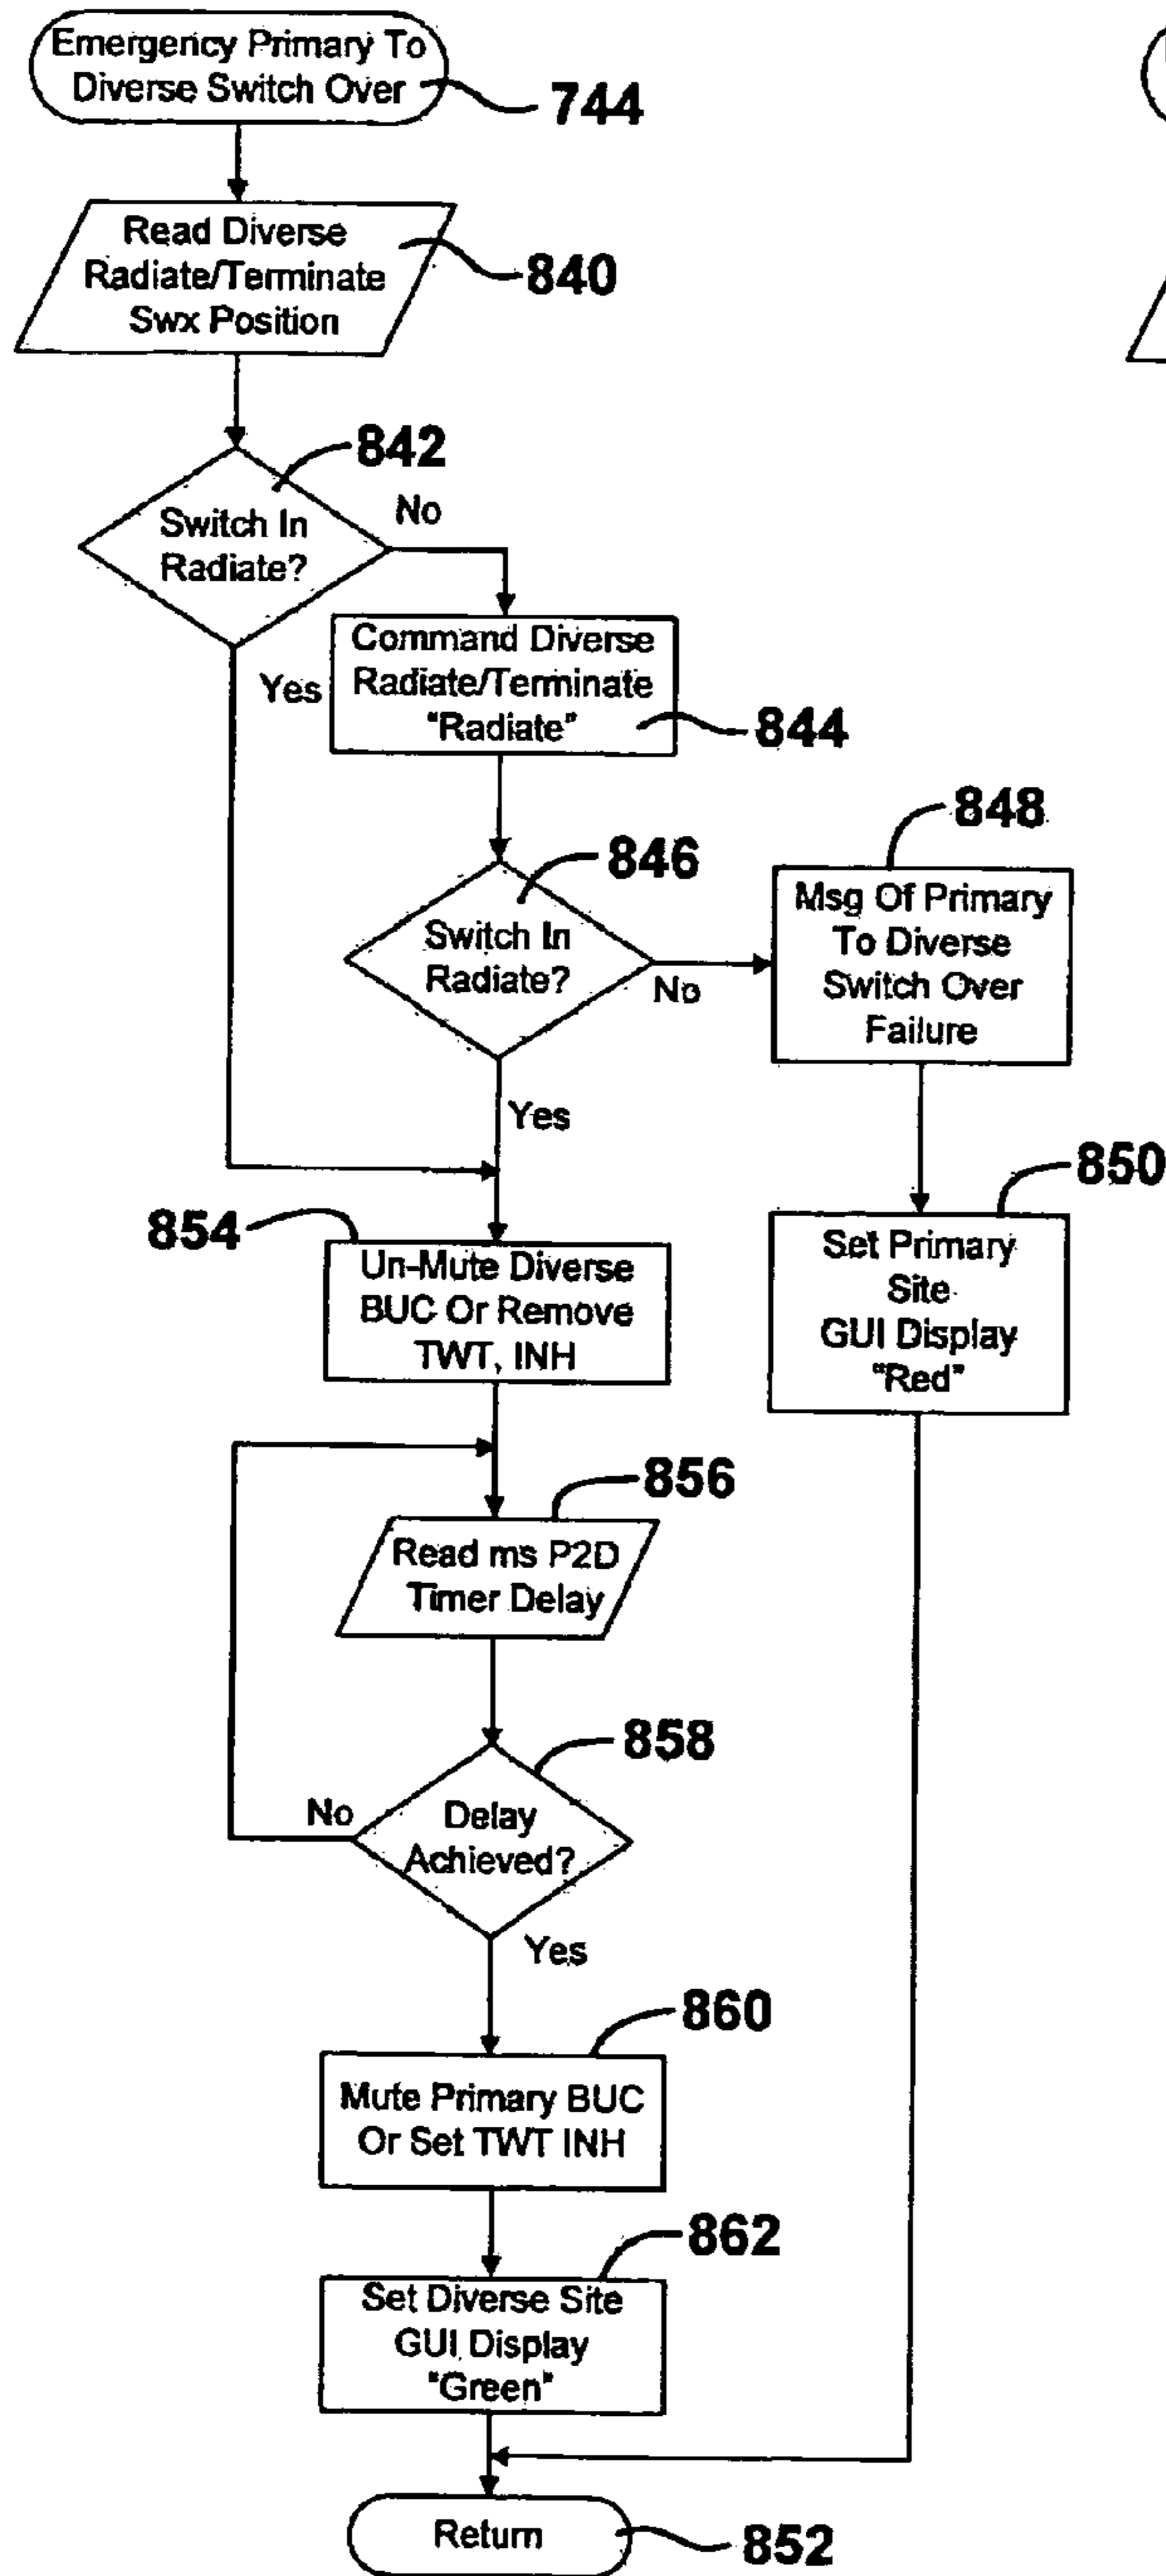 Emergency Primary To
Diverse Switch Over
744
Read Diverse
Radiate/Terminate
Swx Position
840
842
Switch In
Radiate?
No
Yes
Command Diverse
Radiate/Terminate
"Radiate"
844
846
Switch In
Radiate?
No
Yes
848
Msg Of Primary
To Diverse
Switch Over
Failure
850
Set Primary
Site
GUI Display
"Red"
854
Un-Mute Diverse
BUC Or Remove
TWT, INH
856
Read ms P2D
Timer Delay
858
Delay
Achieved?
No
Yes
860
Mute Primary BUC
Or Set TWT INH
862
Set Diverse Site
GUI Display
"Green"
Return
852